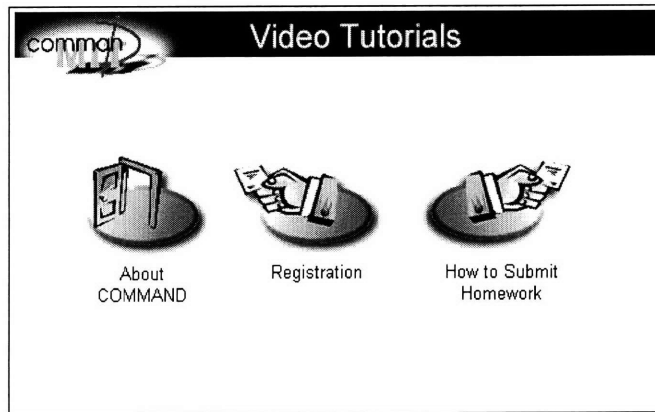 Video Tutorials
comman
About
COMMAND
Registration
How to Submit
Homework